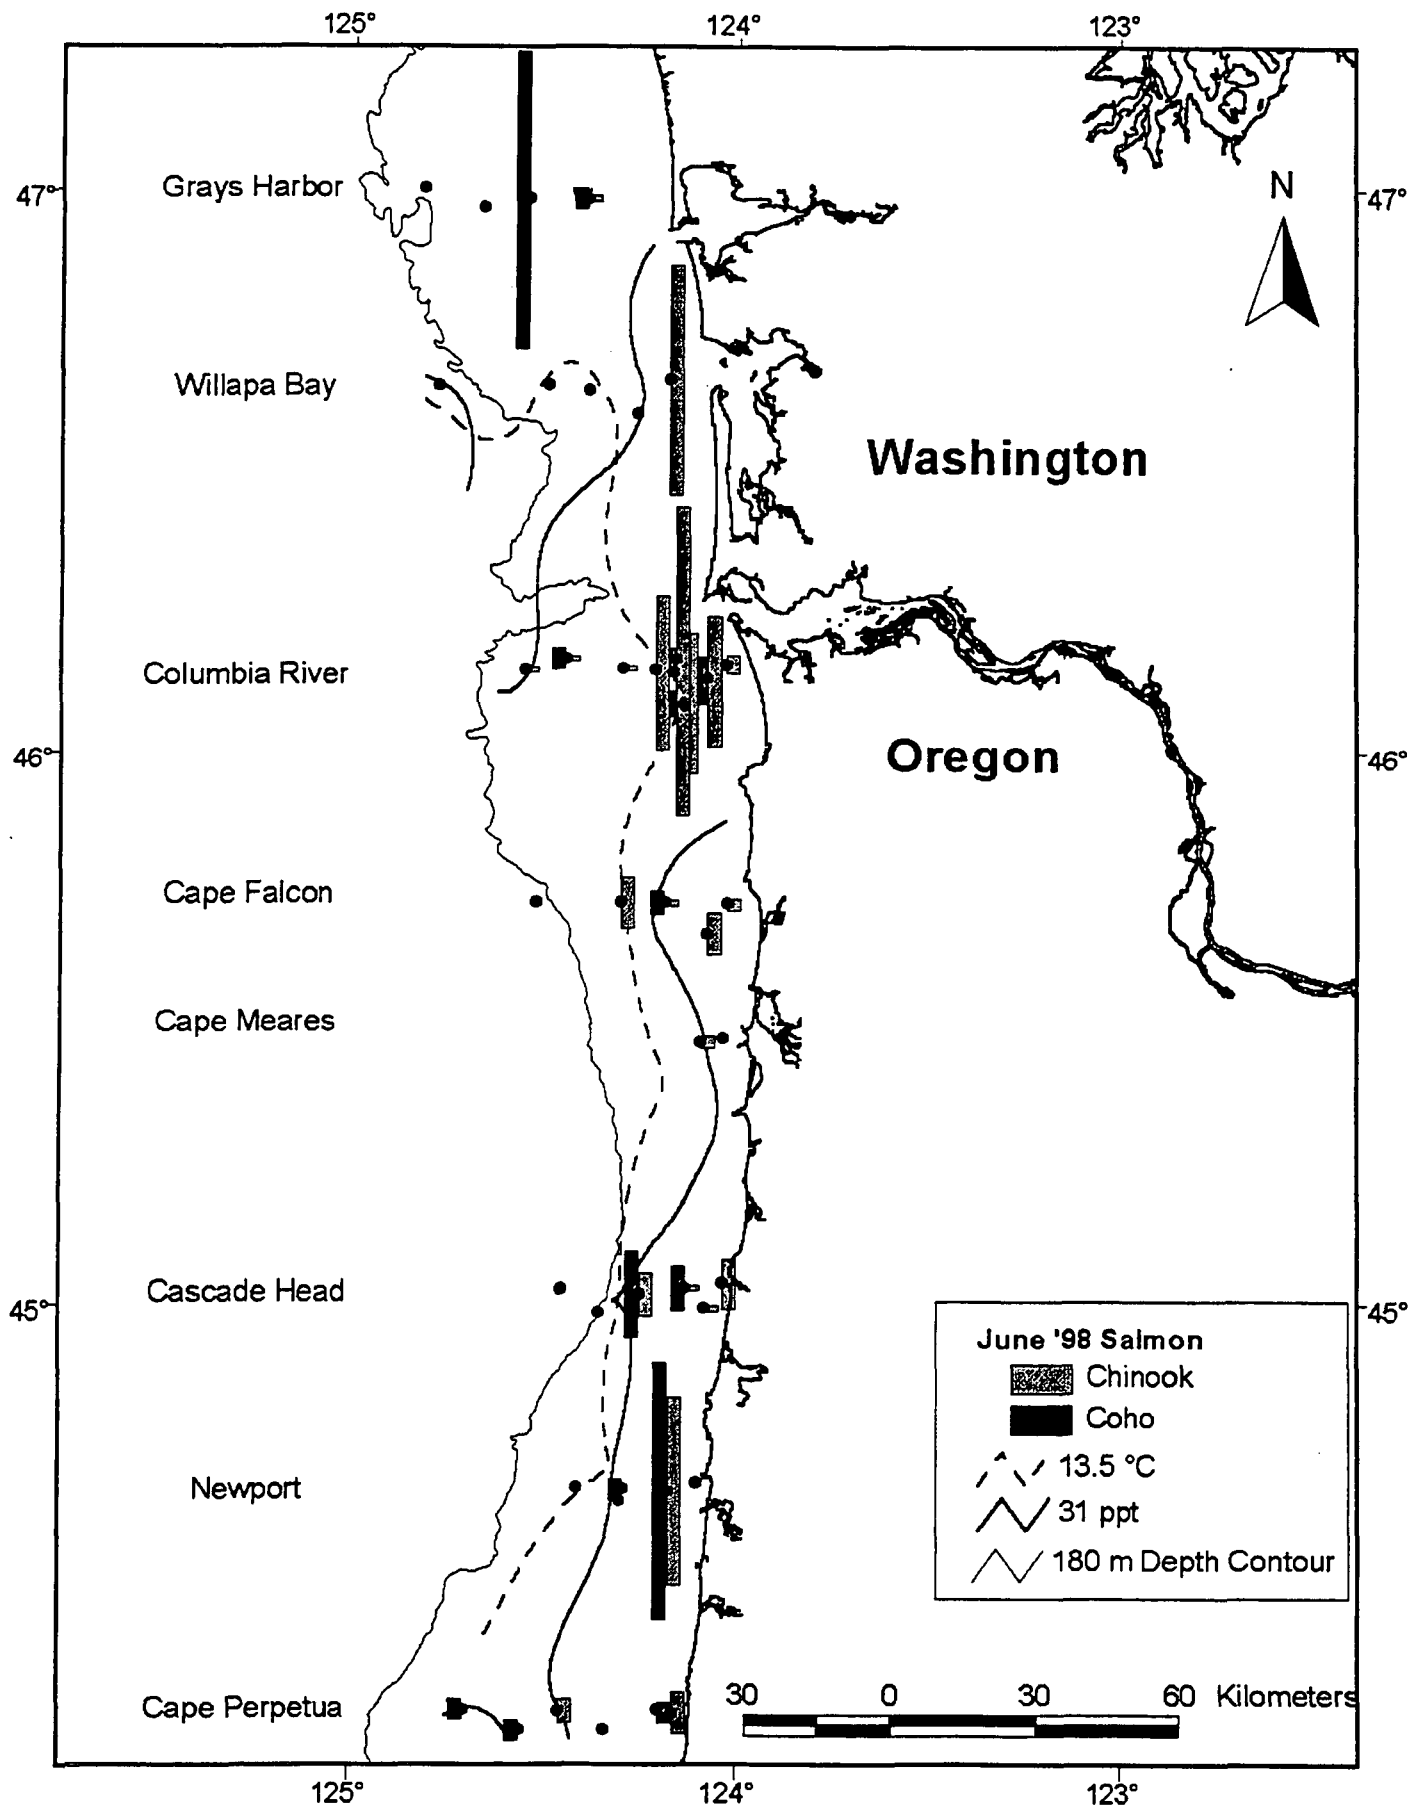 125° 124° 123°
N
47° Grays Harbor 47°
Willapa Bay
Washington
Columbia River
46° Oregon 46°
Cape Falcon
Cape Meares
Cascade Head
45° 45°
June '98 Salmon
Chinook
Coho
13.5 °C
Newport
31 ppt
180 m Depth Contour
Cape Perpetua
30 0 30 60 Kilometers
125° 124° 123°